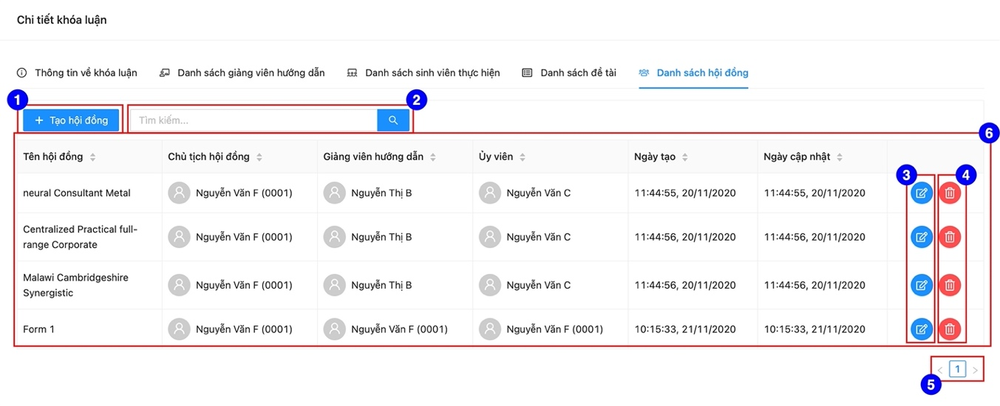 Chi tiết khóa luận
Thông tin về khóa luận Danh sách giảng viên hướng dẫn Danh sách sinh viên thực hiện Danh sách đề tài Danh sách hội đồng
1 2
+ Tạo hội đồng Tìm kiếm...
6
Tên hội đồng Chủ tịch hội đồng Giảng viên hướng dẫn Ủy viên Ngày tạo Ngày cập nhật
3 4
neural Consultant Metal Nguyễn Văn F (0001) Nguyễn Thị B Nguyễn Văn C 11:44:55, 20/11/2020 11:44:55, 20/11/2020
Centralized Practical full-
range Corporate Nguyễn Văn F (0001) Nguyễn Thị B Nguyễn Văn C 11:44:56, 20/11/2020 11:44:56, 20/11/2020
Malawi Cambridgeshire
Synergistic Nguyễn Văn F (0001) Nguyễn Thị B Nguyễn Văn C 11:44:56, 20/11/2020 11:44:56, 20/11/2020
Form 1 Nguyễn Văn F (0001) Nguyễn Văn F (0001) Nguyễn Văn F (0001) 10:15:33, 21/11/2020 10:15:33, 21/11/2020
< 1 >
5